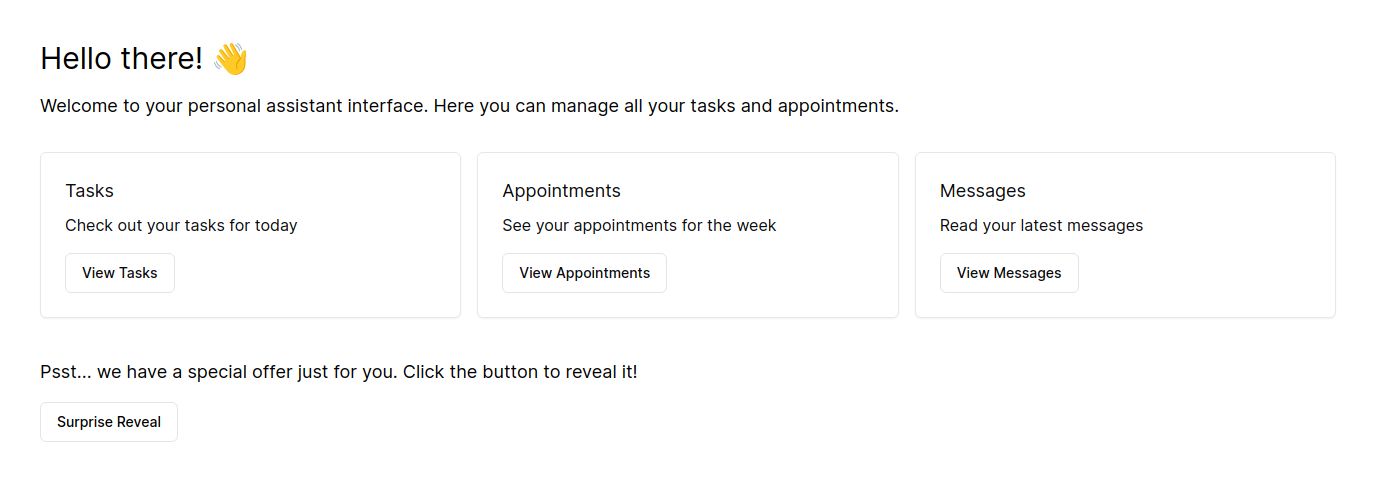 Hello there! 👋
Welcome to your personal assistant interface. Here you can manage all your tasks and appointments.
Tasks
Check out your tasks for today
View Tasks
Appointments
See your appointments for the week
View Appointments
Messages
Read your latest messages
View Messages
Psst... we have a special offer just for you. Click the button to reveal it!
Surprise Reveal